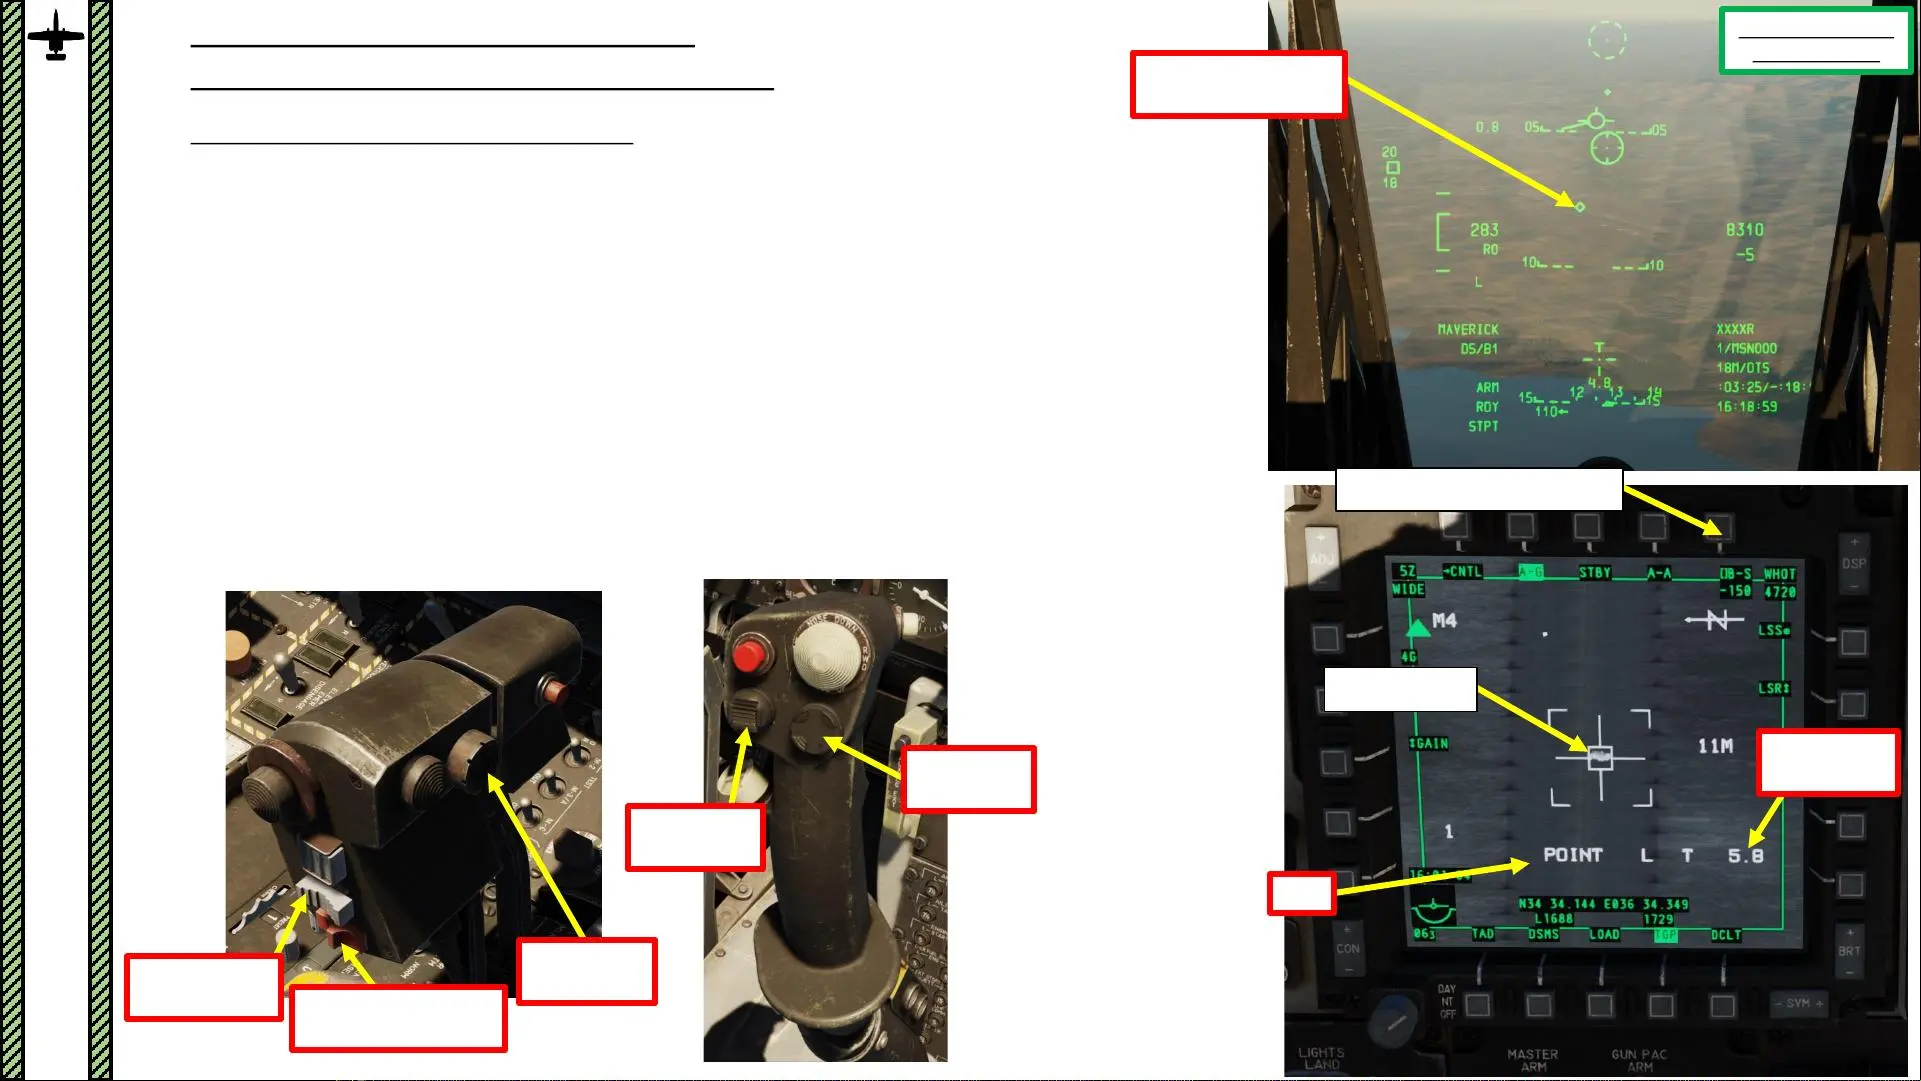 0.8
05
05
20
18
283
8310
RO
-5
10
10
L
MAVERICK
XXXXR
D5/B1
T
1/MSN000
18M/DTS
ARM
4.8
:03:25/-:18:
12
13
14
15
15
RDY
110
16:18:59
STPT
ADJ
DSP
5Z
CNTL
A-G
STBY
A-A
WHOT
WIDE
-150
4720
M4
N
LSS
4G
LSR
GAIN
11M
1
POINT L T 5.8
N34 34.144 E036 34.349
L1688
1729
063
TAD
DSMS
LOAD
TGP
DCLT
CON
BRT
DAY
NT
OFF
SYM
LIGHTS
LAND
MASTER
ARM
GUN PAC
ARM
NOSE DOWN
RWD
NORM